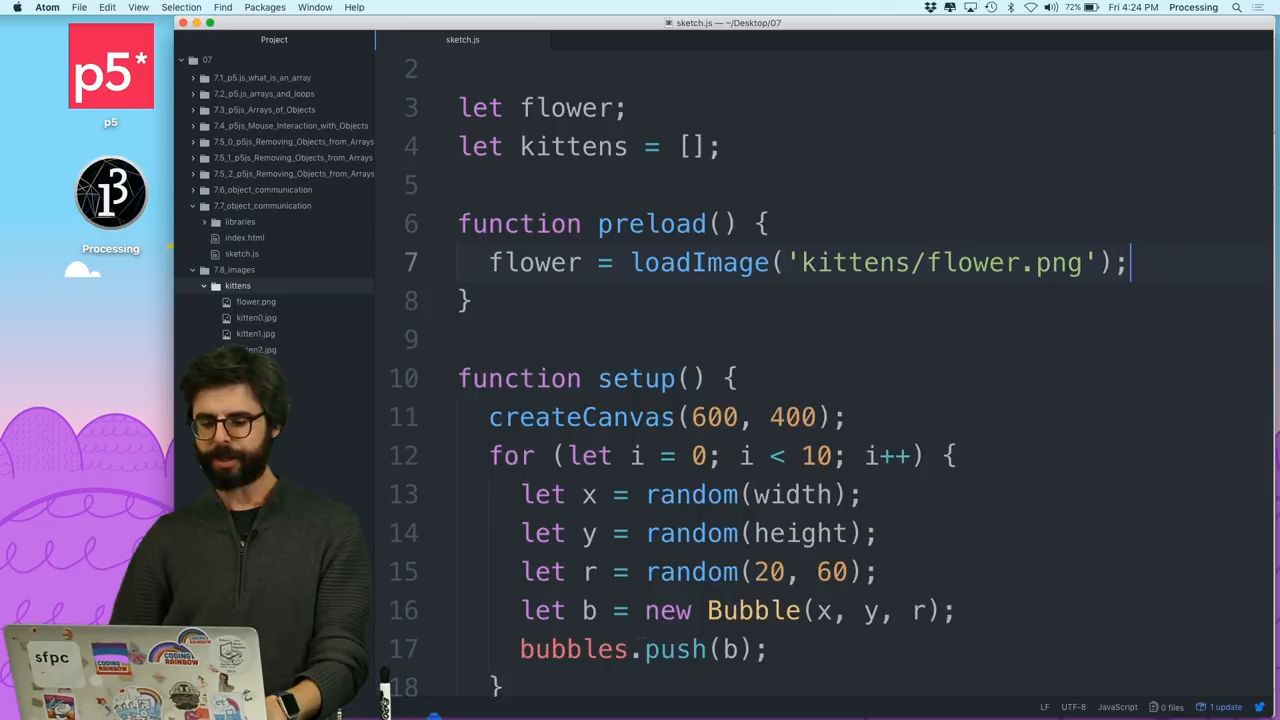 Atom File Edit View Selection Find Packages Window Help
72% Fri 4:24 PM Processing
sketch.js — ~/Desktop/07
Project
sketch.js
07
7.1_p5.js_what_is_an_array
7.2_p5.js_arrays_and_loops
7.3_p5js_Arrays_of_Objects
7.4_p5js_Mouse_Interaction_with_Objects
7.5_0_p5js_Removing_Objects_from_Arrays
7.5_1_p5js_Removing_Objects_from_Arrays
7.5_2_p5js_Removing_Objects_from_Arrays
7.6_object_communication
7.7_object_communication
libraries
index.html
sketch.js
7.8_images
kittens
flower.png
kitten0.jpg
kitten1.jpg
kitten2.jpg
p5*
p5
Processing
2
3 let flower;
4 let kittens = [];
5
6 function preload() {
7 flower = loadImage('kittens/flower.png');
8 }
9
10 function setup() {
11 createCanvas(600, 400);
12 for (let i = 0; i < 10; i++) {
13 let x = random(width);
14 let y = random(height);
15 let r = random(20, 60);
16 let b = new Bubble(x, y, r);
17 bubbles.push(b);
18 }
sfpc
CODING RAINBOW
LF UTF-8 JavaScript 0 files 1 update